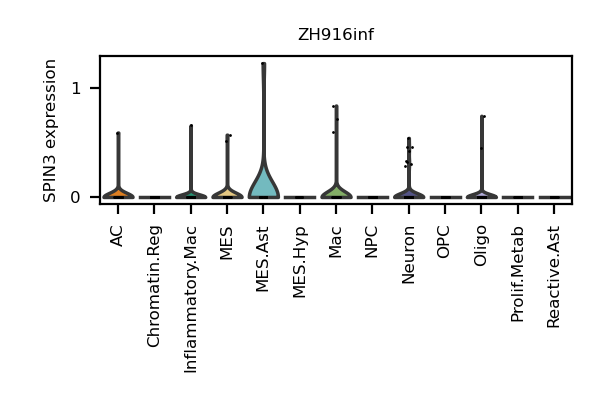 ZH916inf
SPIN3 expression
1
0
AC
Chromatin.Reg
Inflammatory.Mac
MES
MES.Ast
MES.Hyp
Mac
NPC
Neuron
OPC
Oligo
Prolif.Metab
Reactive.Ast